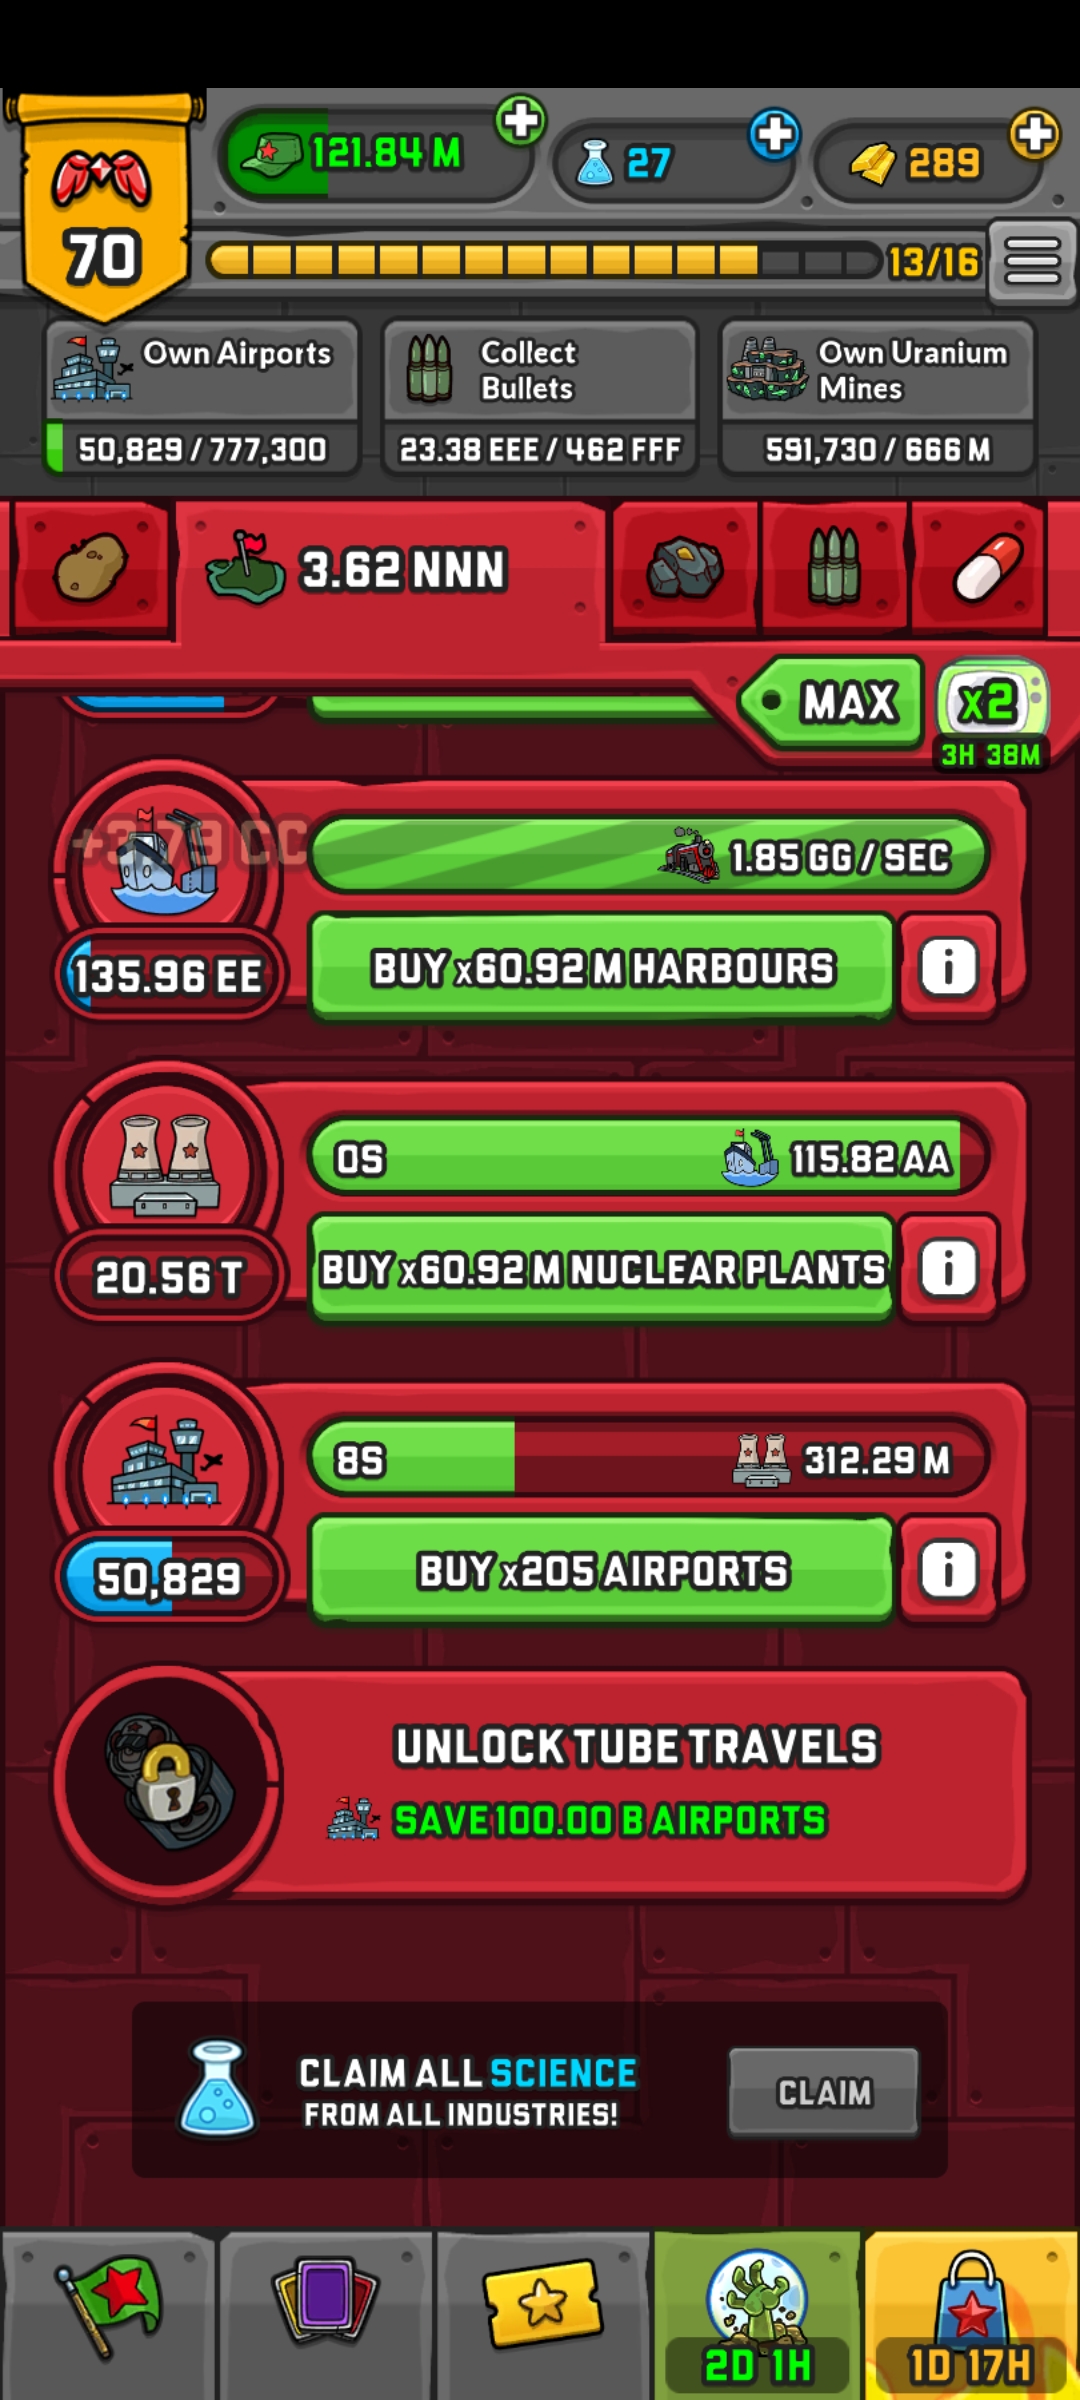 121.84 M
27
289
70
13/16
Own Airports
50,829 / 777,300
Collect
Bullets
23.38 EEE / 462 FFF
Own Uranium
Mines
591,730 / 666 M
3.62 NNN
MAX
x2
3H 38M
+3.79 CC
1.85 GG / SEC
135.96 EE
BUY x60.92 M HARBOURS
i
0S
115.82 AA
20.56 T
BUY x60.92 M NUCLEAR PLANTS
i
8S
312.29 M
50,829
BUY x205 AIRPORTS
i
UNLOCK TUBE TRAVELS
SAVE 100.00 B AIRPORTS
CLAIM ALL SCIENCE
FROM ALL INDUSTRIES!
CLAIM
2D 1H
1D 17H